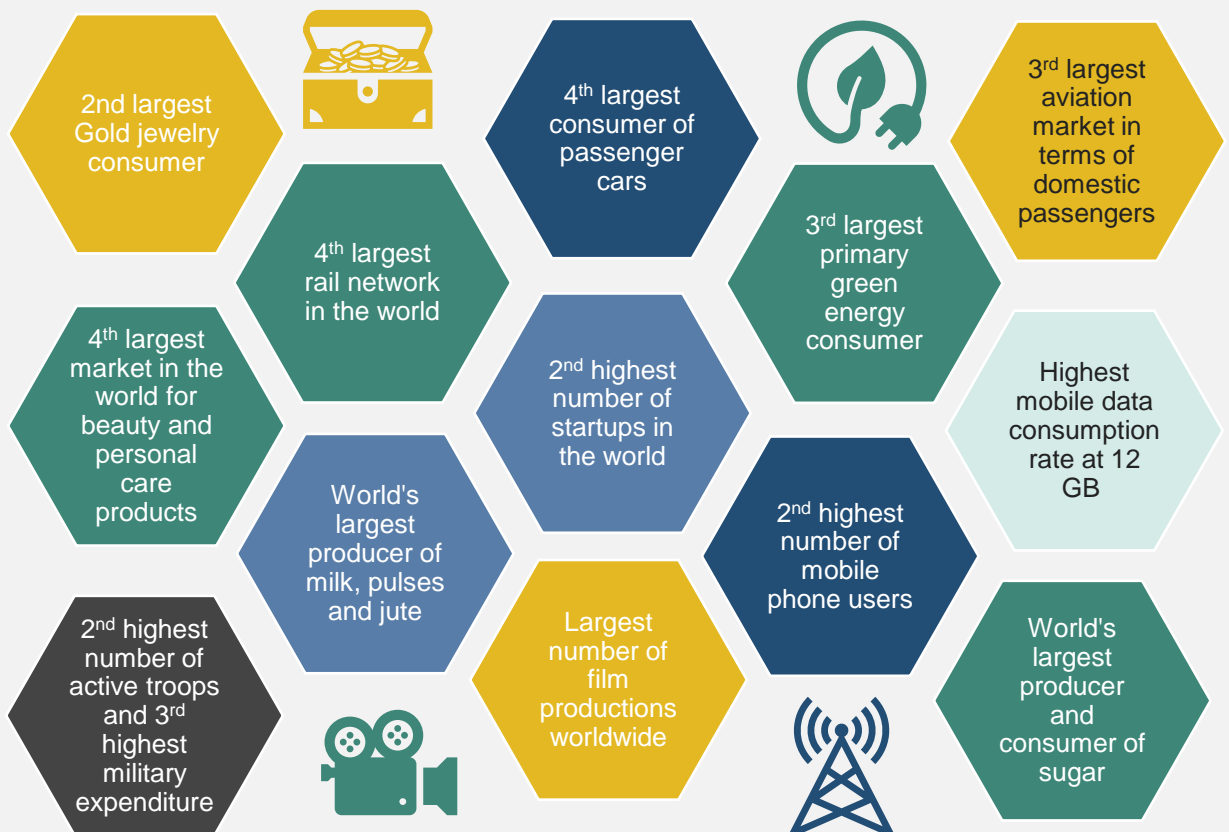 2nd largest
Gold jewelry
consumer
4th largest
consumer of
passenger
cars
3rd largest
aviation
market in
terms of
domestic
passengers
4th largest
rail network
in the world
3rd largest
primary
green
energy
consumer
4th largest
market in the
world for
beauty and
personal
care
products
2nd highest
number of
startups in
the world
Highest
mobile data
consumption
rate at 12
GB
World's
largest
producer of
milk, pulses
and jute
2nd highest
number of
mobile
phone users
2nd highest
number of
active troops
and 3rd
highest
military
expenditure
Largest
number of
film
productions
worldwide
World's
largest
producer
and
consumer of
sugar